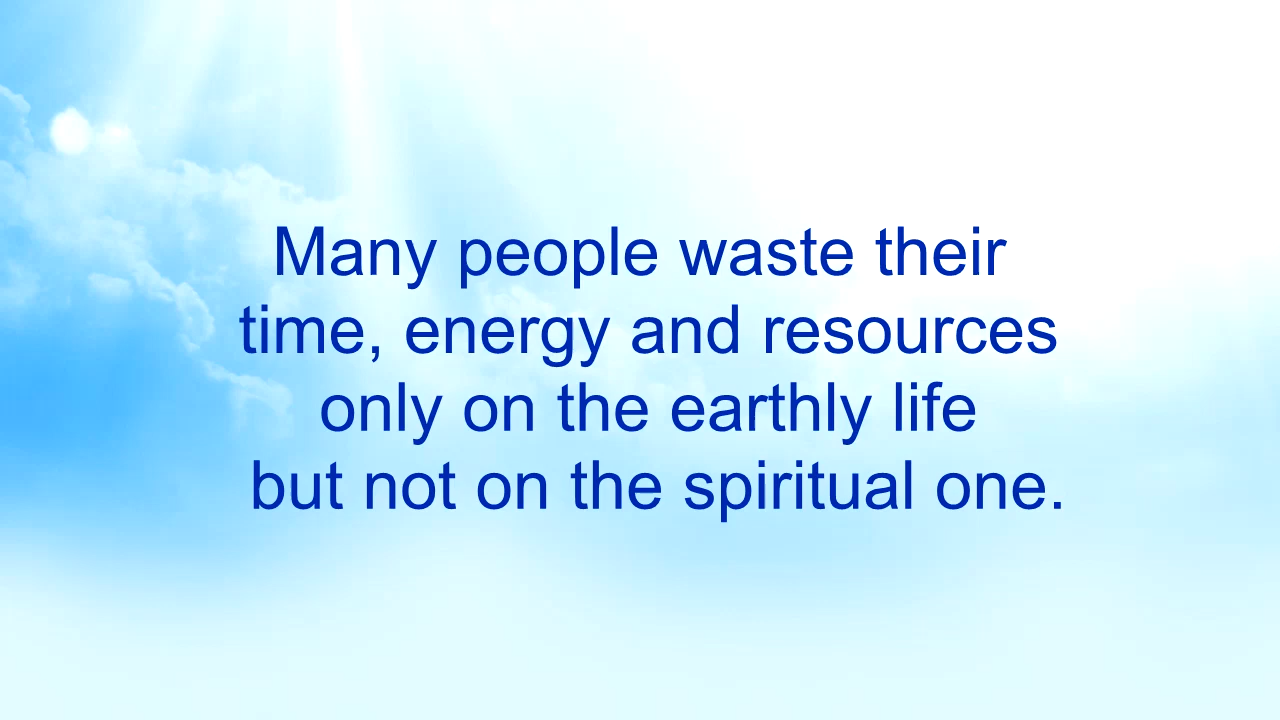 Many people waste their
time, energy and resources
only on the earthly life
but not on the spiritual one.